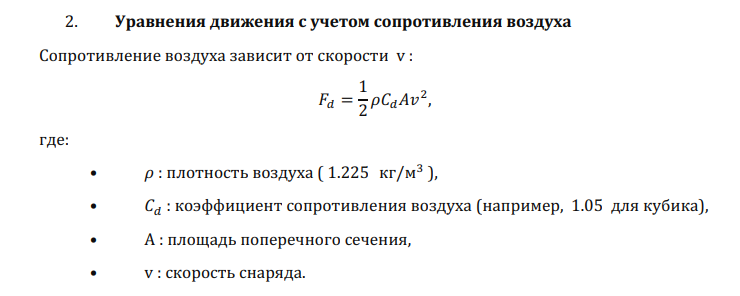 2. Уравнения движения с учетом сопротивления воздуха
Сопротивление воздуха зависит от скорости v :
$F_d = \frac{1}{2} \rho C_d A v^2,$
где:
• $\rho$ : плотность воздуха ( 1.225 кг/м³ ),
• $C_d$ : коэффициент сопротивления воздуха (например, 1.05 для кубика),
• A : площадь поперечного сечения,
• v : скорость снаряда.